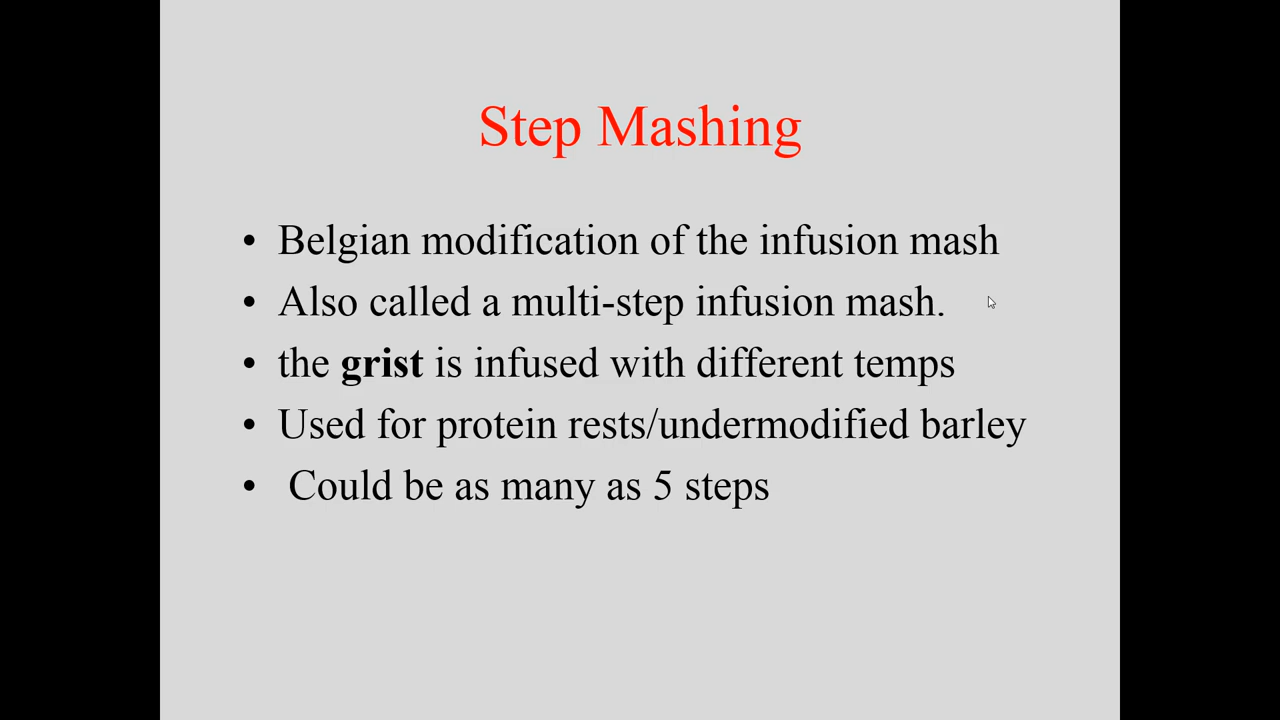 Step Mashing
• Belgian modification of the infusion mash
• Also called a multi-step infusion mash.
• the grist is infused with different temps
• Used for protein rests/undermodified barley
• Could be as many as 5 steps